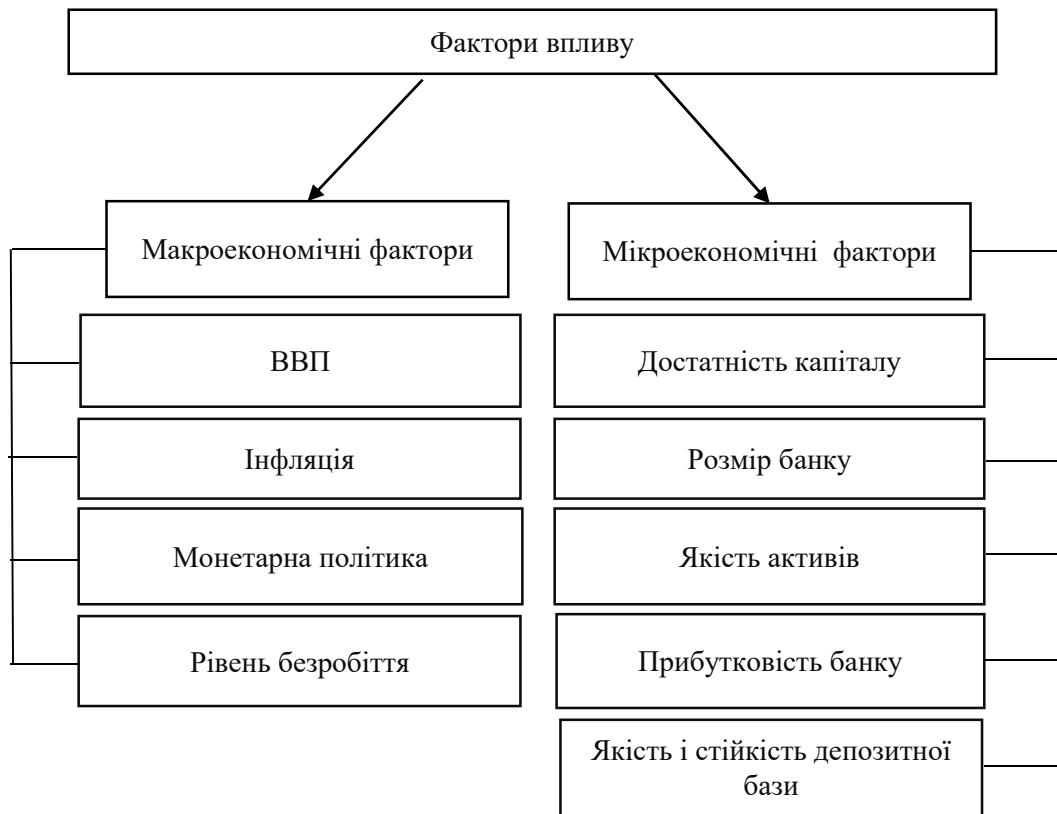 Фактори впливу
Макроекономічні фактори
ВВП
Інфляція
Монетарна політика
Рівень безробіття
Мікроекономічні фактори
Достатність капіталу
Розмір банку
Якість активів
Прибутковість банку
Якість і стійкість депозитної
бази